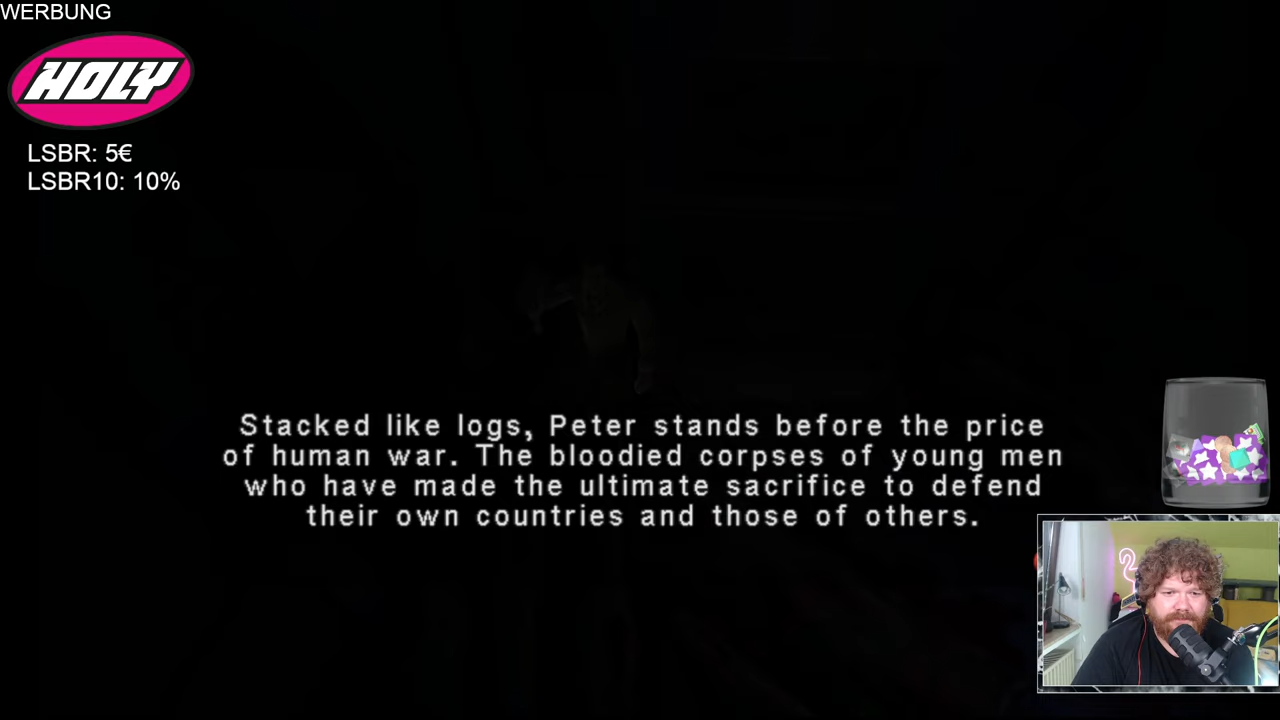 WERBUNG
HOLY
LSBR: 5€
LSBR10: 10%
Stacked like logs, Peter stands before the price
of human war. The bloodied corpses of young men
who have made the ultimate sacrifice to defend
their own countries and those of others.